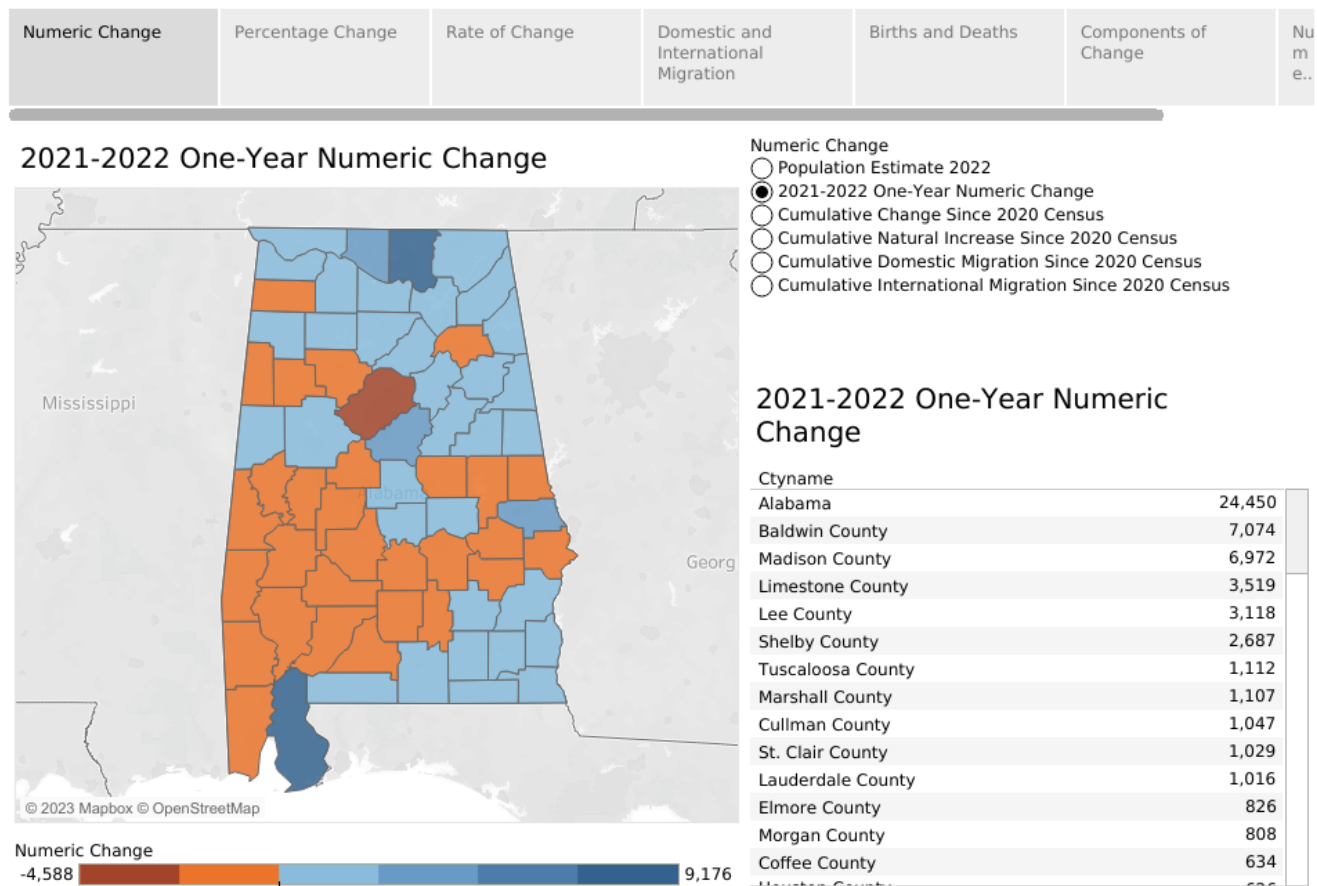 Numeric Change
Percentage Change
Rate of Change
Domestic and
International
Migration
Births and Deaths
Components of
Change
Nu
m
e..
2021-2022 One-Year Numeric Change
Mississippi
Alabama
Georg
© 2023 Mapbox © OpenStreetMap
Numeric Change
-4,588
9,176
Numeric Change
Population Estimate 2022
2021-2022 One-Year Numeric Change
Cumulative Change Since 2020 Census
Cumulative Natural Increase Since 2020 Census
Cumulative Domestic Migration Since 2020 Census
Cumulative International Migration Since 2020 Census
2021-2022 One-Year Numeric
Change
Ctyname
Alabama 24,450
Baldwin County 7,074
Madison County 6,972
Limestone County 3,519
Lee County 3,118
Shelby County 2,687
Tuscaloosa County 1,112
Marshall County 1,107
Cullman County 1,047
St. Clair County 1,029
Lauderdale County 1,016
Elmore County 826
Morgan County 808
Coffee County 634